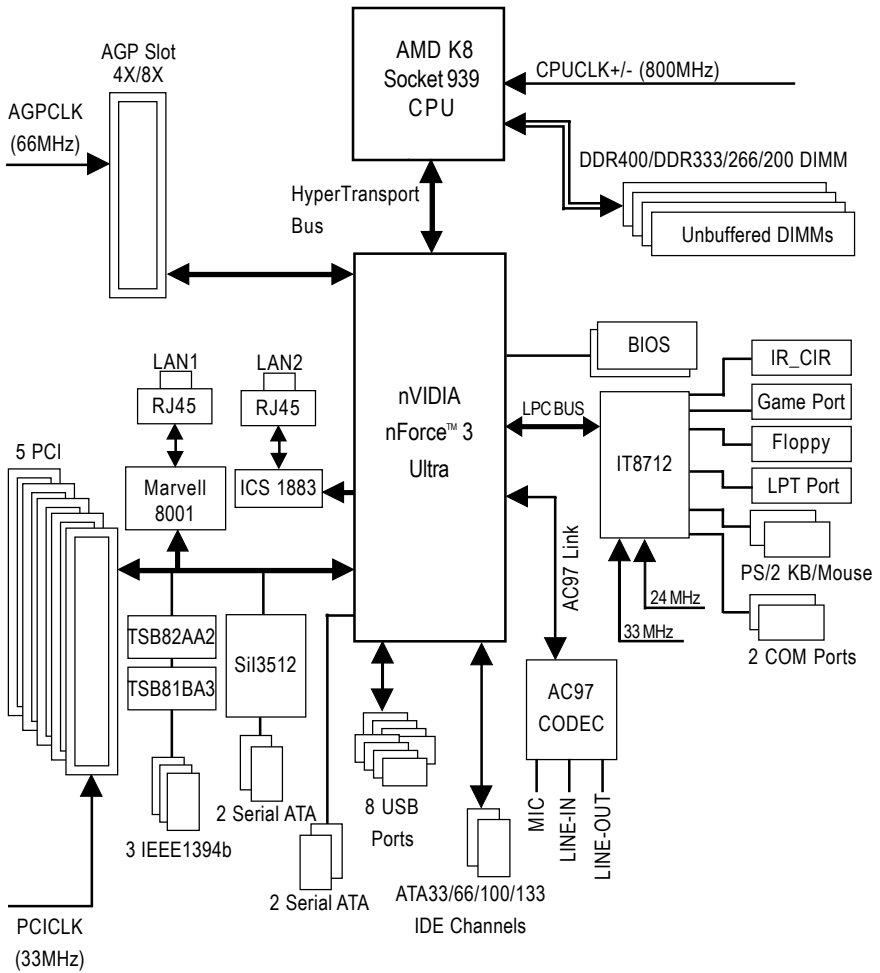 AMD K8
Socket 939
CPU
CPUCLK+/- (800MHz)
AGP Slot
4X/8X
AGPCLK
(66MHz)
DDR400/DDR333/266/200 DIMM
Unbuffered DIMMs
HyperTransport
Bus
nVIDIA
nForce™ 3
Ultra
BIOS
LPC BUS
IT8712
IR_CIR
Game Port
Floppy
LPT Port
PS/2 KB/Mouse
2 COM Ports
24 MHz
33 MHz
LAN1
RJ45
LAN2
RJ45
Marvell
8001
ICS 1883
5 PCI
TSB82AA2
TSB81BA3
SiI3512
3 IEEE1394b
2 Serial ATA
2 Serial ATA
8 USB
Ports
ATA33/66/100/133
IDE Channels
AC97 Link
AC97
CODEC
MIC
LINE-IN
LINE-OUT
PCICLK
(33MHz)